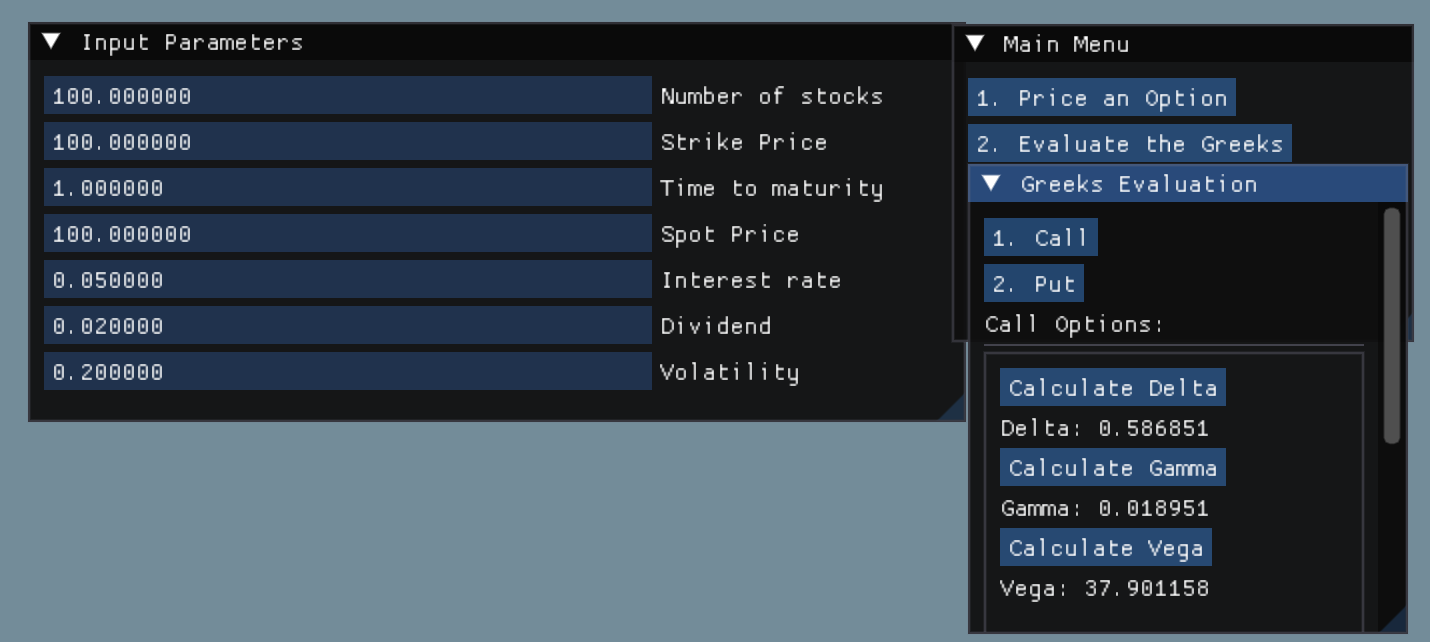 Input Parameters
100.000000 Number of stocks
100.000000 Strike Price
1.000000 Time to maturity
100.000000 Spot Price
0.050000 Interest rate
0.020000 Dividend
0.200000 Volatility
Main Menu
1. Price an Option
2. Evaluate the Greeks
Greeks Evaluation
1. Call
2. Put
Call Options:
Calculate Delta
Delta: 0.586851
Calculate Gamma
Gamma: 0.018951
Calculate Vega
Vega: 37.901158